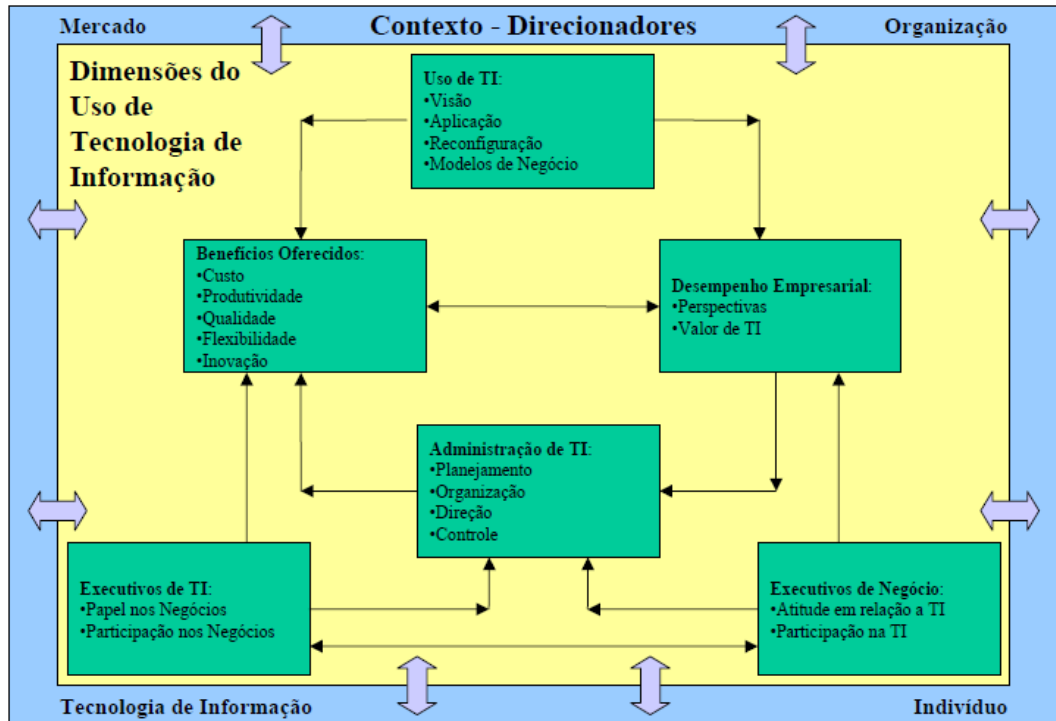 Mercado
Contexto - Direcionadores
Organização
Dimensões do
Uso de
Tecnologia de
Informação
Uso de TI:
•Visão
•Aplicação
•Reconfiguração
•Modelos de Negócio
Benefícios Oferecidos:
•Custo
•Produtividade
•Qualidade
•Flexibilidade
•Inovação
Desempenho Empresarial:
•Perspectivas
•Valor de TI
Administração de TI:
•Planejamento
•Organização
•Direção
•Controle
Executivos de TI:
•Papel nos Negócios
•Participação nos Negócios
Executivos de Negócio:
•Atitude em relação a TI
•Participação na TI
Tecnologia de Informação
Indivíduo